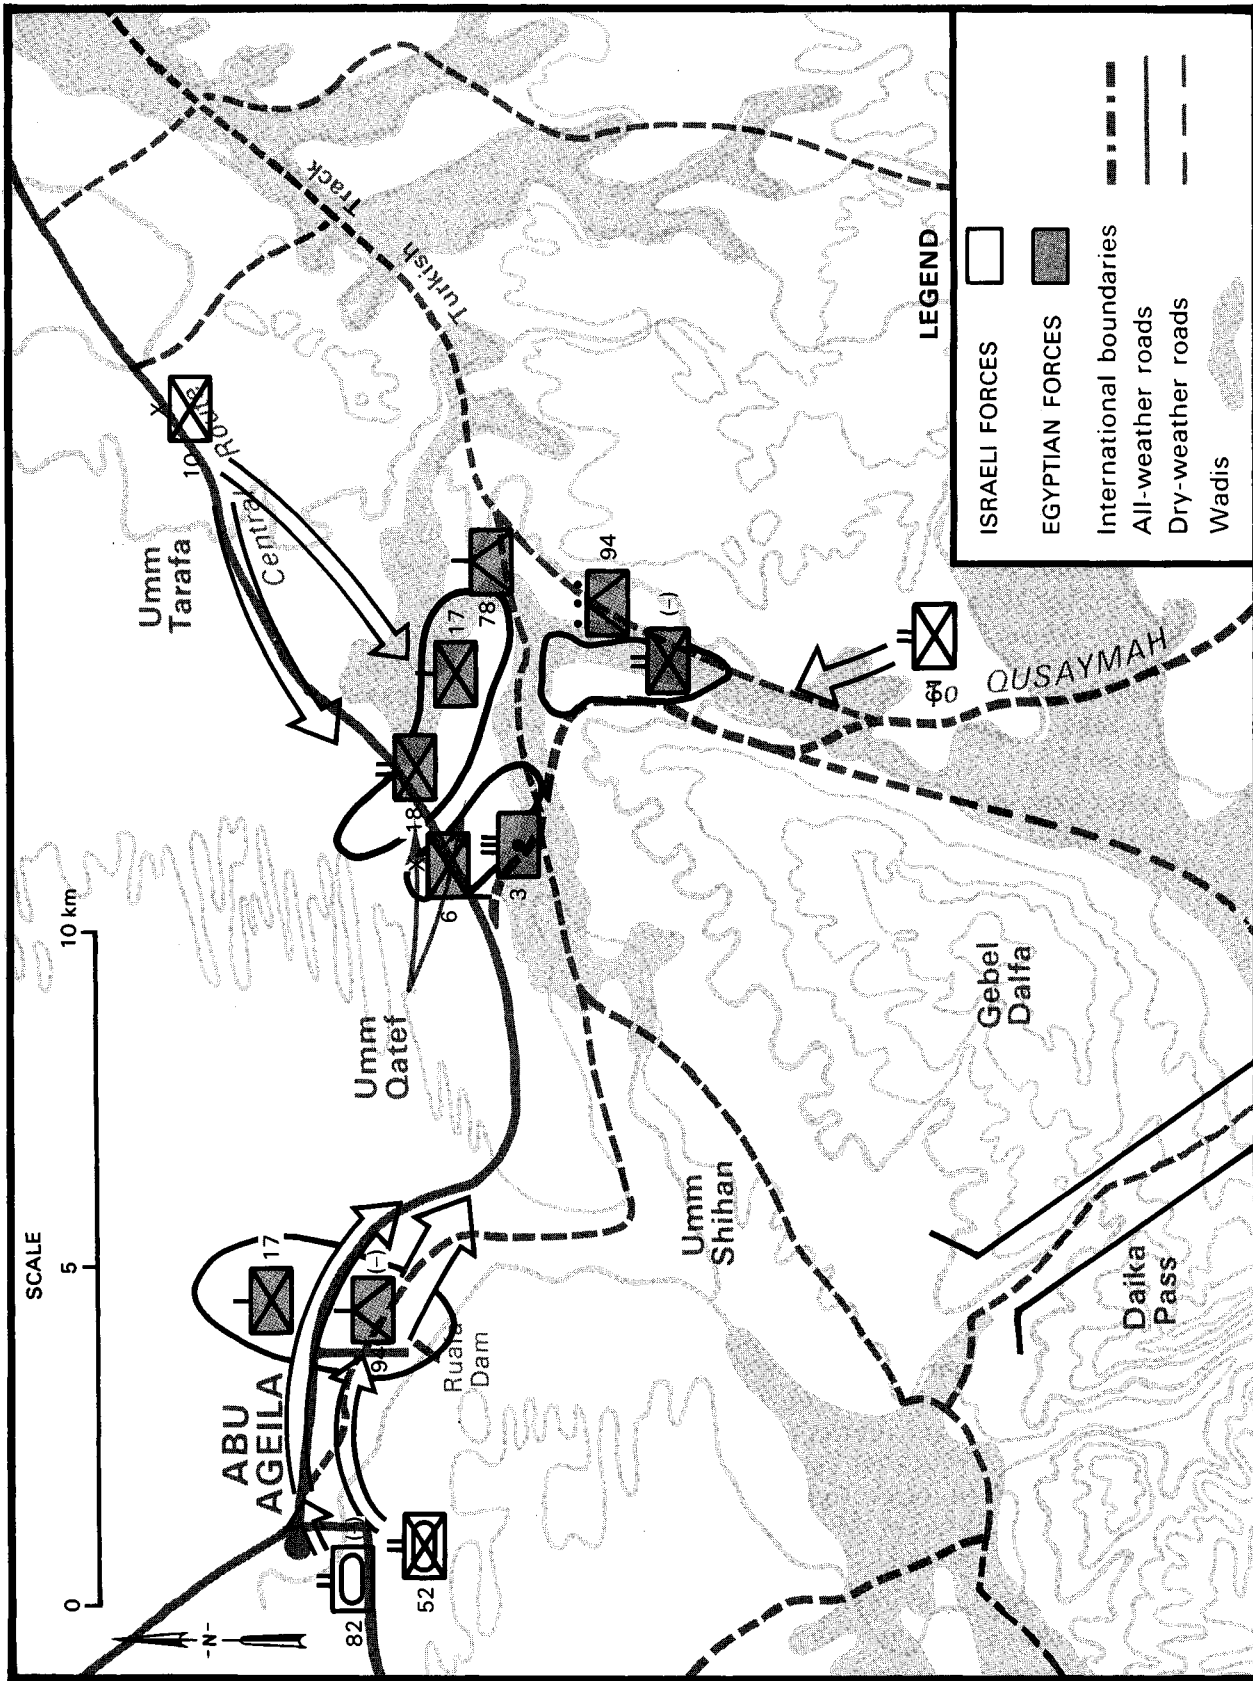 SCALE
0
5
10 km
-N-
ABU
AGEILA
17
(-)
94
82
52
Dam
Umm
Qatef
Umm
Shihan
Daika
Pass
Gebel
Dalfa
Umm
Tarafa
Central
Route
10
X
18
6
3
17
78
94
(-)
QUSAYMAH
Turkish
Track
LEGEND
ISRAELI FORCES
EGYPTIAN FORCES
International boundaries
All-weather roads
Dry-weather roads
Wadis